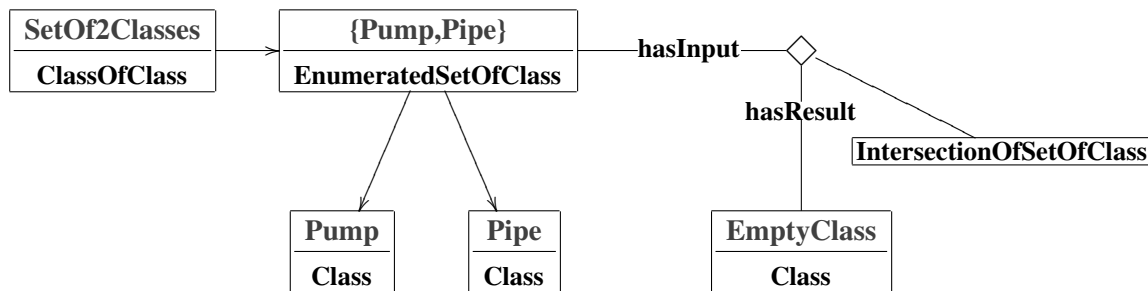 SetOf2Classes
ClassOfClass
{Pump,Pipe}
EnumeratedSetOfClass
hasInput
hasResult
IntersectionOfSetOfClass
Pump
Class
Pipe
Class
EmptyClass
Class